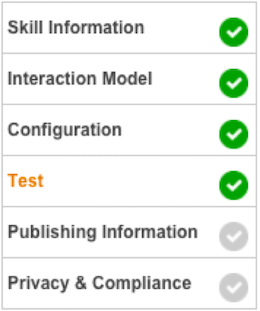 Skill Information
Interaction Model
Configuration
Test
Publishing Information
Privacy & Compliance